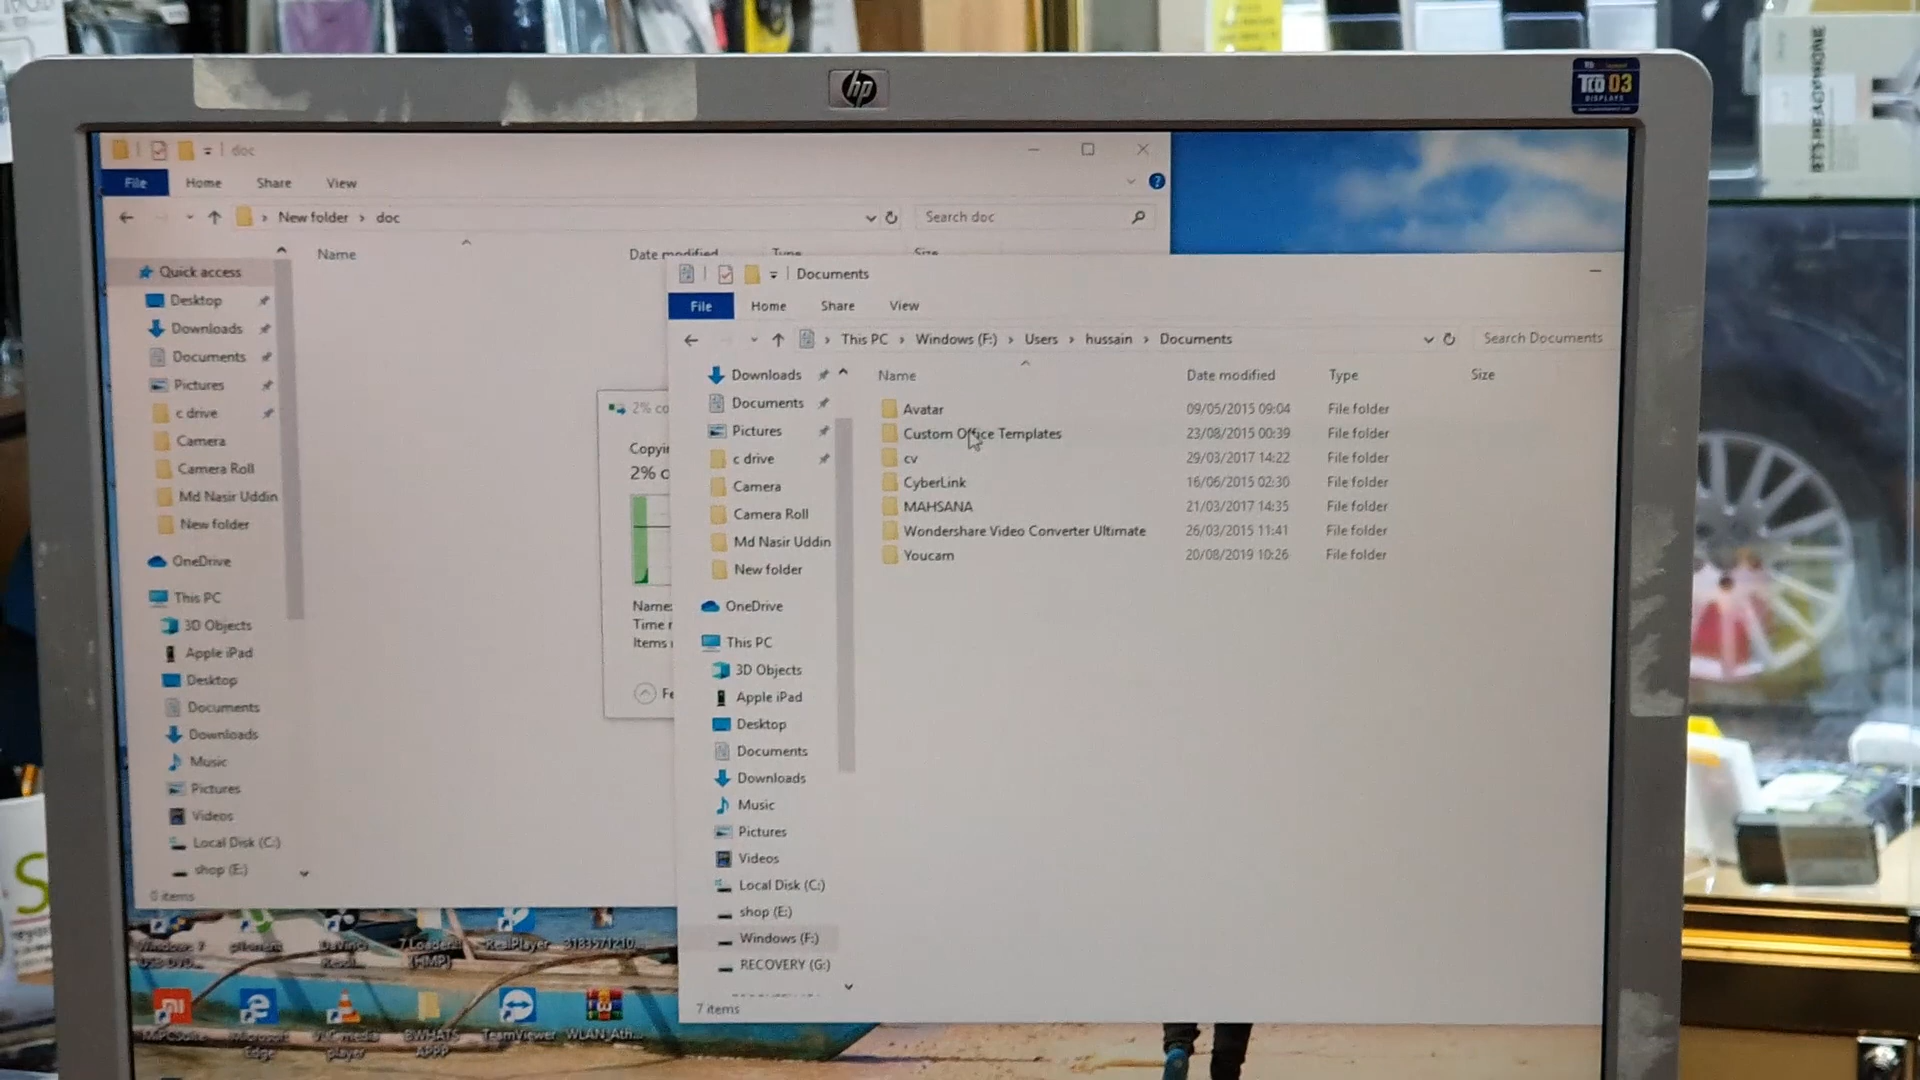 hp
TCO 03
DISPLAYS
doc
File Home Share View
New folder > doc
Search doc
Name
Date modified
Type
Size
Quick access
Desktop
Downloads
Documents
Pictures
c drive
Camera
Camera Roll
Md Nasir Uddin
New folder
OneDrive
This PC
3D Objects
Apple iPad
Desktop
Documents
Downloads
Music
Pictures
Videos
Local Disk (C:)
shop (E:)
0 items
2% co
2% c
Name:
Items
Documents
File Home Share View
This PC > Windows (F:) > Users > hussain > Documents
Search Documents
Downloads
Documents
Pictures
c drive
Camera
Camera Roll
Md Nasir Uddin
New folder
OneDrive
This PC
3D Objects
Apple iPad
Desktop
Documents
Downloads
Music
Pictures
Videos
Local Disk (C:)
shop (E:)
Windows (F:)
RECOVERY (G:)
7 items
Name Date modified Type Size
Avatar 09/05/2015 09:04 File folder
Custom Office Templates 23/08/2015 00:39 File folder
cv 29/03/2017 14:22 File folder
CyberLink 16/06/2015 02:30 File folder
MAHSANA 21/03/2017 14:35 File folder
Wondershare Video Converter Ultimate 26/03/2015 11:41 File folder
Youcam 20/08/2019 10:26 File folder
RealPlayer
Microsoft Edge
player
TeamViewer